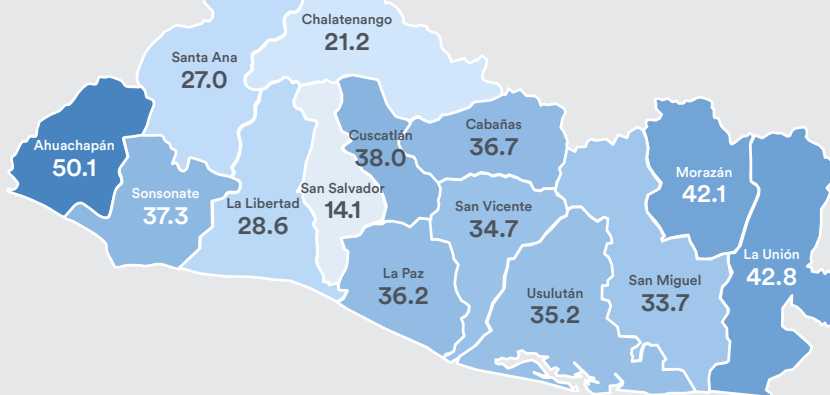 Chalatenango
21.2
Santa Ana
27.0
Ahuachapán
50.1
Sonsonate
37.3
La Libertad
28.6
San Salvador
14.1
Cuscatlán
38.0
Cabañas
36.7
San Vicente
34.7
La Paz
36.2
Usulután
35.2
San Miguel
33.7
Morazán
42.1
La Unión
42.8